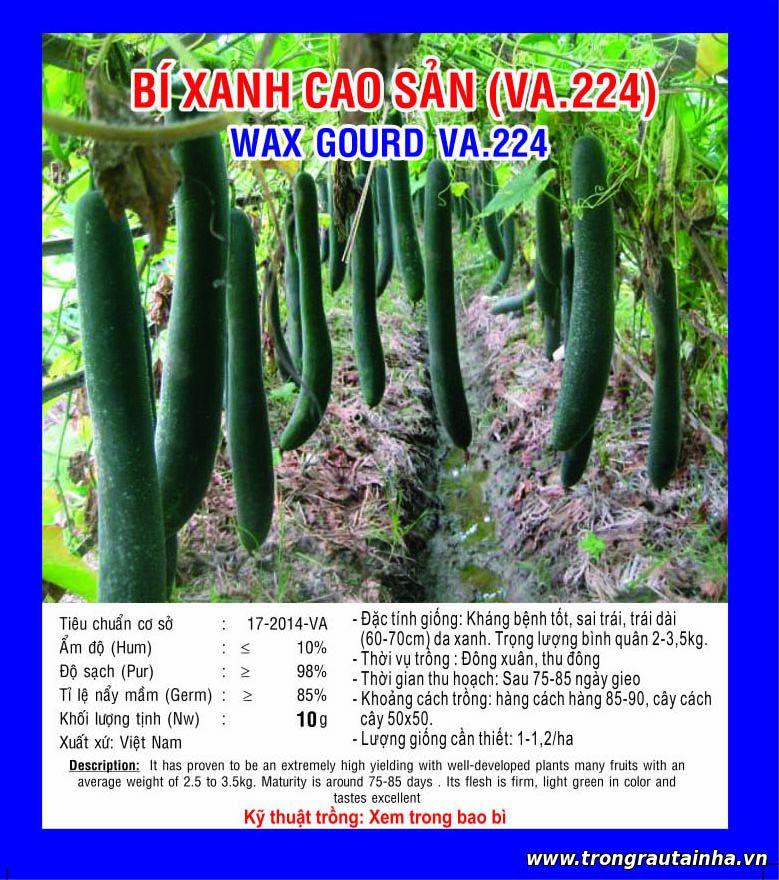 BÍ XANH CAO SẢN (VA.224)
WAX GOURD VA.224
Tiêu chuẩn cơ sở : 17-2014-VA
Ẩm độ (Hum) : ≤ 10%
Độ sạch (Pur) : ≥ 98%
Tỉ lệ nẩy mầm (Germ) : ≥ 85%
Khối lượng tịnh (Nw) : 10g
Xuất xứ: Việt Nam
- Đặc tính giống: Kháng bệnh tốt, sai trái, trái dài
(60-70cm) da xanh. Trọng lượng bình quân 2-3,5kg.
- Thời vụ trồng : Đông xuân, thu đông
- Thời gian thu hoạch: Sau 75-85 ngày gieo
- Khoảng cách trồng: hàng cách hàng 85-90, cây cách
cây 50x50.
- Lượng giống cần thiết: 1-1,2/ha
Description: It has proven to be an extremely high yielding with well-developed plants many fruits with an
average weight of 2.5 to 3.5kg. Maturity is around 75-85 days . Its flesh is firm, light green in color and
tastes excellent
Kỹ thuật trồng: Xem trong bao bì
www.trongrautainha.vn